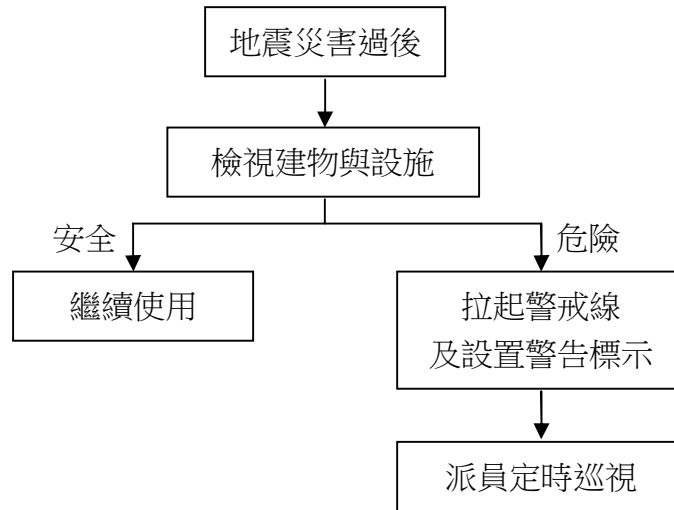 地震災害過後
檢視建物與設施
安全
危險
繼續使用
拉起警戒線
及設置警告標示
派員定時巡視